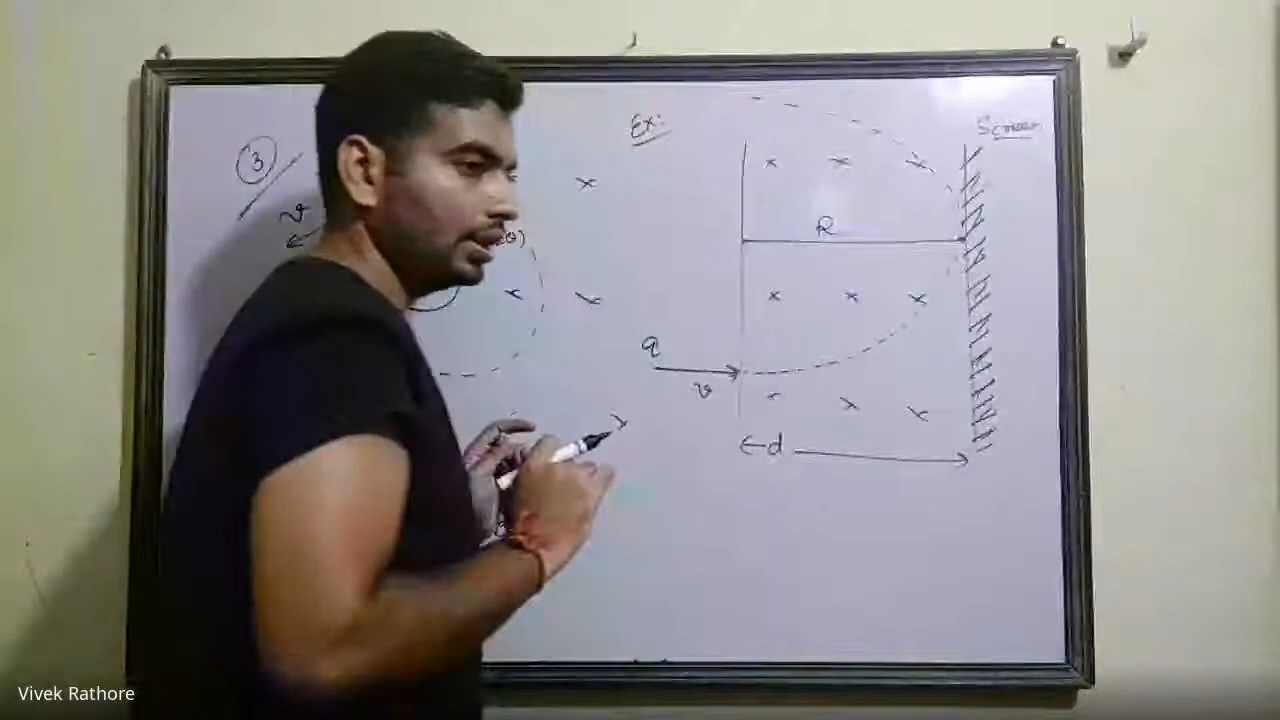 3
v
Ex:
Screen
× × ×
R
× × ×
q
v
× × ×
d
Vivek Rathore